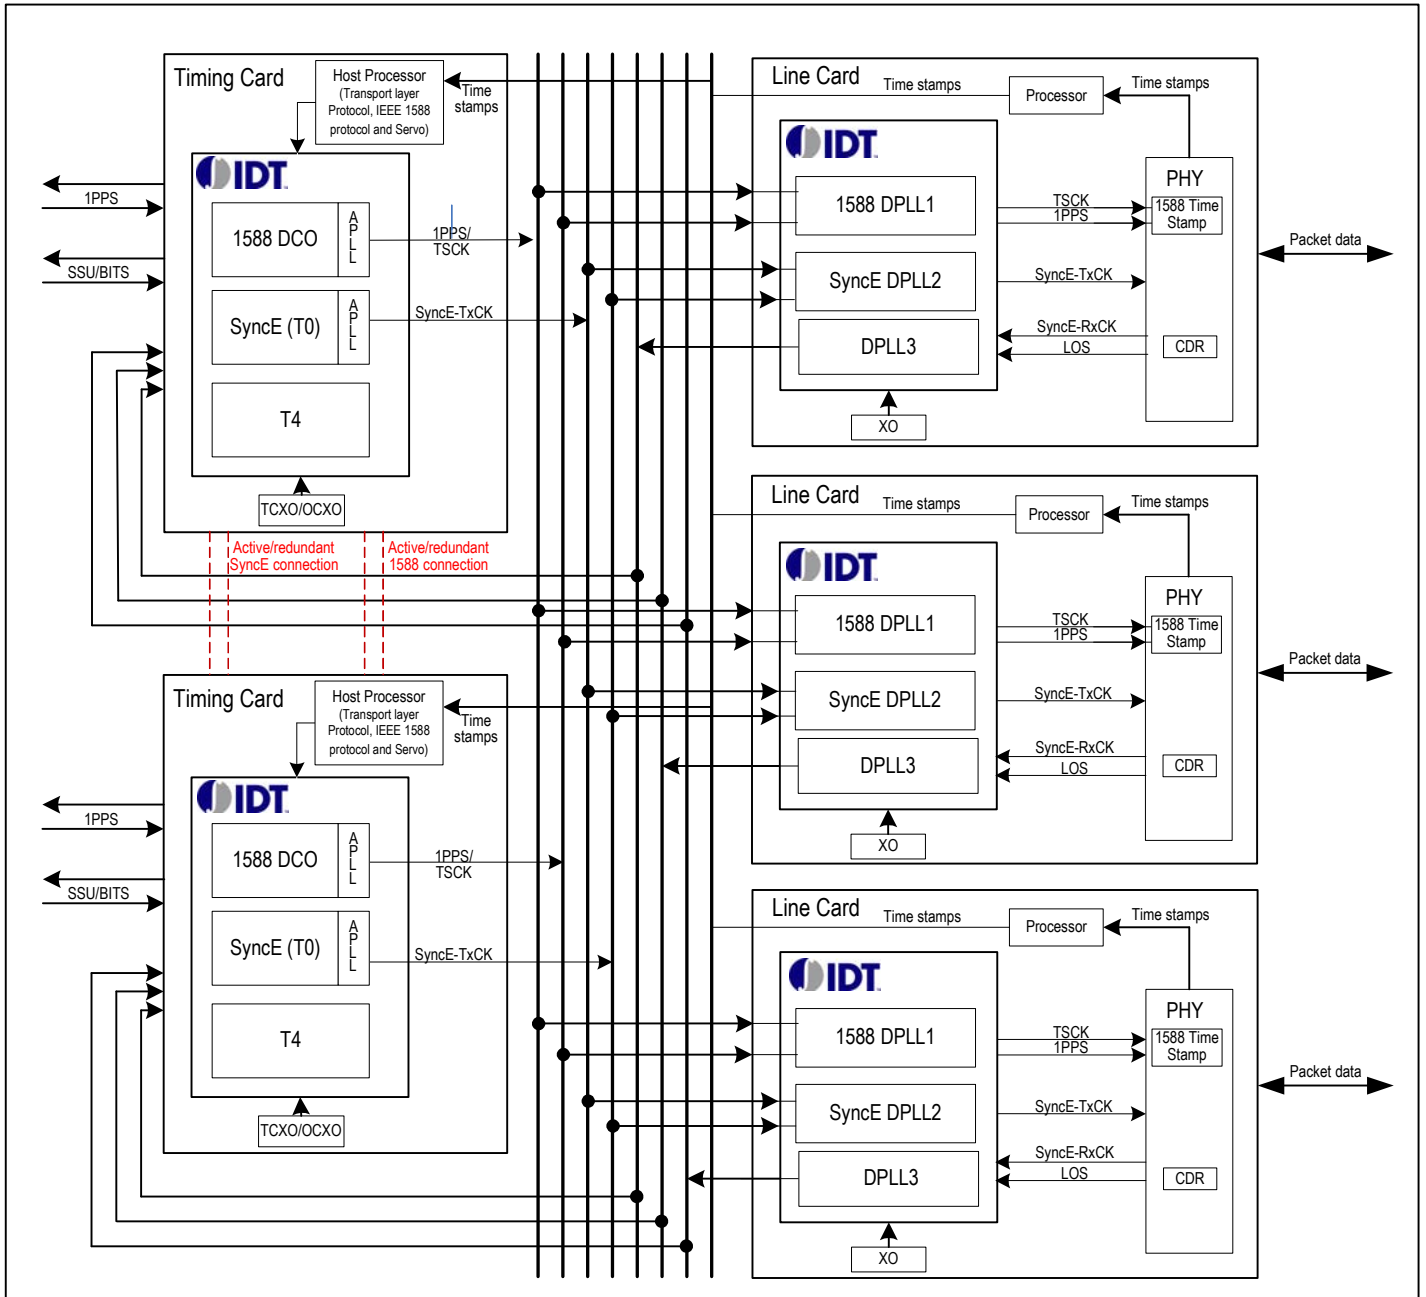 Timing Card
Host Processor
(Transport layer
Protocol, IEEE 1588
protocol and Servo)
Time
stamps
IDT
1588 DCO
APLL
1PPS/
TSCK
SyncE (T0)
APLL
SyncE-TxCK
T4
TCXO/OCXO
1PPS
SSU/BITS
Active/redundant
SyncE connection
Active/redundant
1588 connection
Timing Card
Host Processor
(Transport layer
Protocol, IEEE 1588
protocol and Servo)
Time
stamps
IDT
1588 DCO
APLL
1PPS/
TSCK
SyncE (T0)
APLL
SyncE-TxCK
T4
TCXO/OCXO
1PPS
SSU/BITS
Line Card
Time stamps
Processor
Time stamps
IDT
1588 DPLL1
SyncE DPLL2
DPLL3
XO
TSCK
1PPS
SyncE-TxCK
SyncE-RxCK
LOS
PHY
1588 Time
Stamp
CDR
Packet data
Line Card
Time stamps
Processor
Time stamps
IDT
1588 DPLL1
SyncE DPLL2
DPLL3
XO
TSCK
1PPS
SyncE-TxCK
SyncE-RxCK
LOS
PHY
1588 Time
Stamp
CDR
Packet data
Line Card
Time stamps
Processor
Time stamps
IDT
1588 DPLL1
SyncE DPLL2
DPLL3
XO
TSCK
1PPS
SyncE-TxCK
SyncE-RxCK
LOS
PHY
1588 Time
Stamp
CDR
Packet data